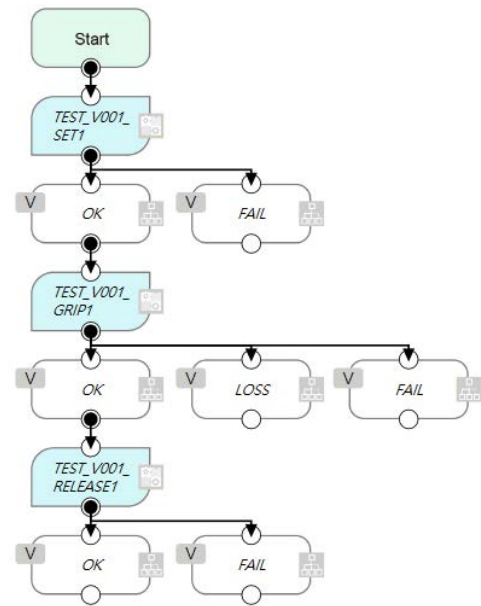 Start
TEST_V001_
SET1
V
OK
V
FAIL
TEST_V001_
GRIP1
V
OK
V
LOSS
V
FAIL
TEST_V001_
RELEASE1
V
OK
V
FAIL